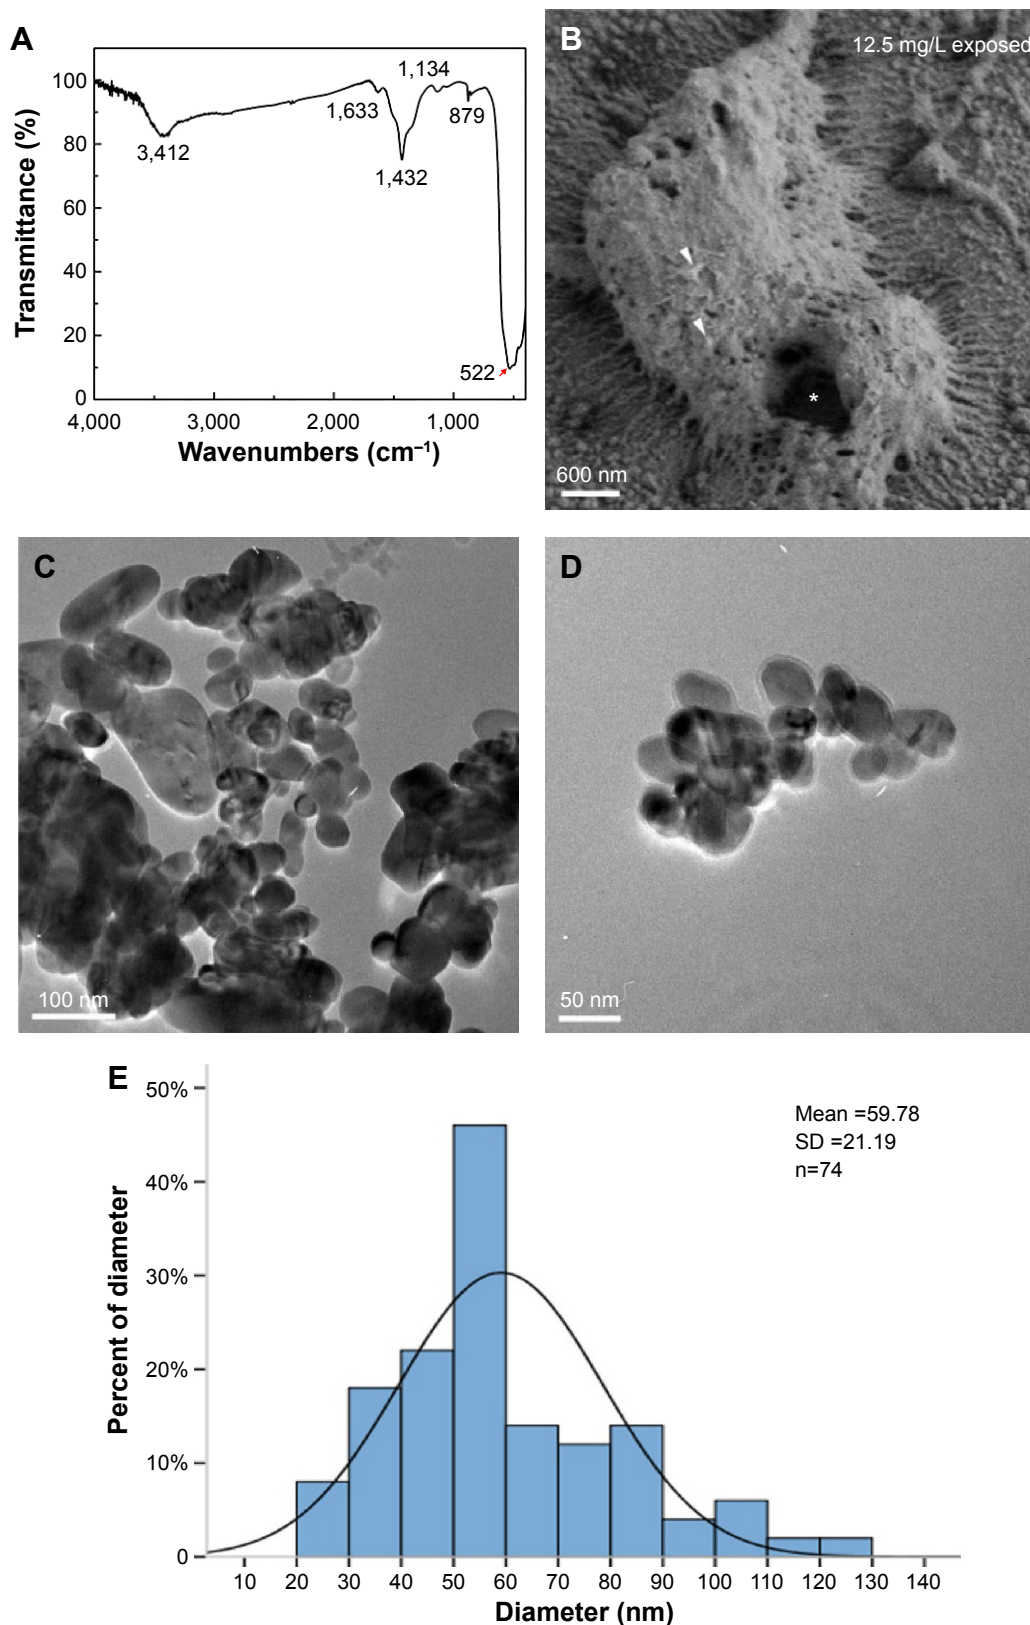 A
100
80
60
40
20
0
Transmittance (%)
3,412
1,633
1,432
1,134
879
522
4,000 3,000 2,000 1,000
Wavenumbers (cm⁻¹)
B
12.5 mg/L exposed
*
600 nm
C
100 nm
D
50 nm
E
50%
40%
30%
20%
10%
0
Percent of diameter
Mean =59.78
SD =21.19
n=74
10 20 30 40 50 60 70 80 90 100 110 120 130 140
Diameter (nm)